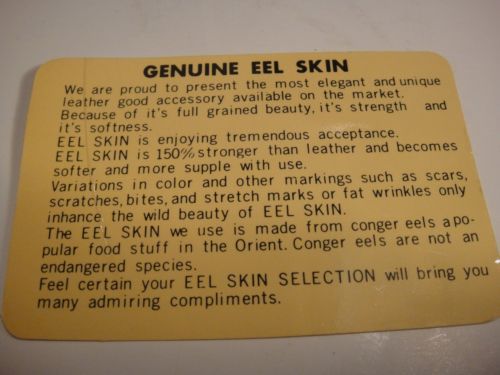 GENUINE EEL SKIN
We are proud to present the most elegant and unique
leather good accessory available on the market.
Because of it's full grained beauty, it's strength and
it's softness.
EEL SKIN is enjoying tremendous acceptance.
EEL SKIN is 150% stronger than leather and becomes
softer and more supple with use.
Variations in color and other markings such as scars,
scratches, bites, and stretch marks or fat wrinkles only
inhance the wild beauty of EEL SKIN.
The EEL SKIN we use is made from conger eels a po-
pular food stuff in the Orient. Conger eels are not an
endangered species.
Feel certain your EEL SKIN SELECTION will bring you
many admiring compliments.